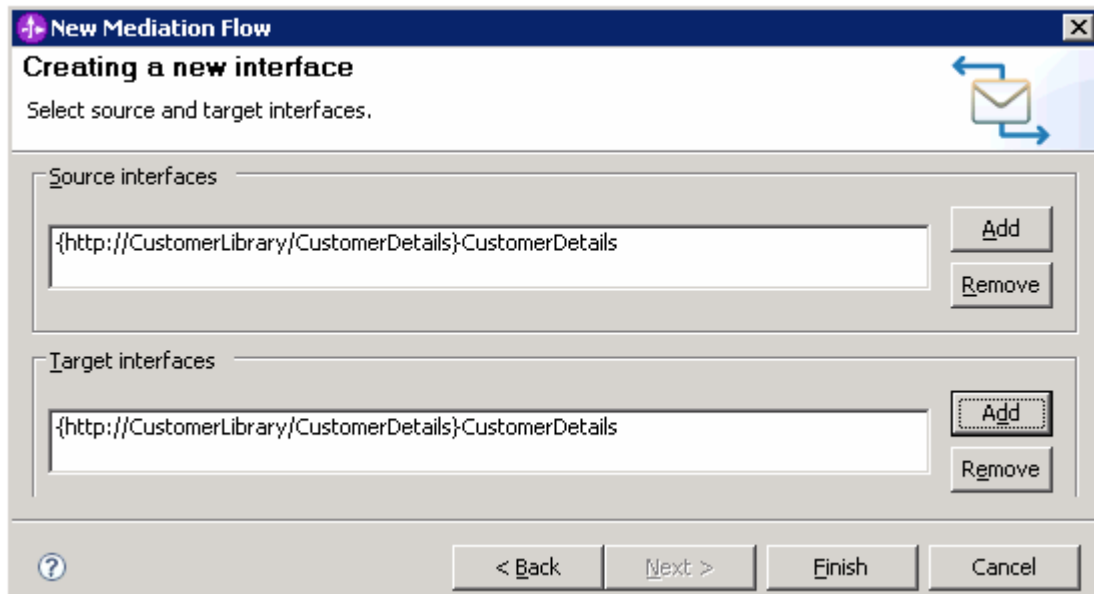 New Mediation Flow
Creating a new interface
Select source and target interfaces.
Source interfaces
{http://CustomerLibrary/CustomerDetails}CustomerDetails
Add
Remove
Target interfaces
{http://CustomerLibrary/CustomerDetails}CustomerDetails
Add
Remove
? < Back Next > Finish Cancel